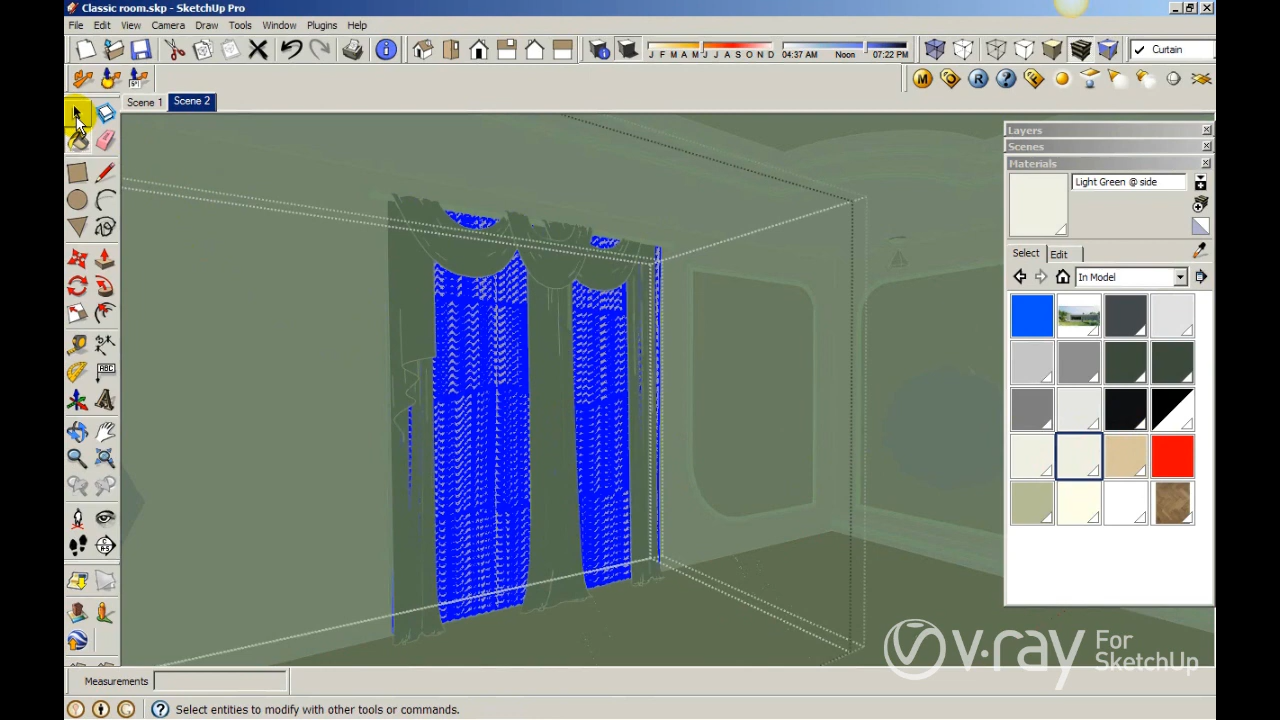 Classic room.skp - SketchUp Pro
File Edit View Camera Draw Tools Window Plugins Help
J F M A M J J A S O N D
04:37 AM Noon 07:22 PM
Curtain
M R ?
Scene 1 Scene 2
Layers
Scenes
Materials
Light Green @ side
Select Edit
In Model
ABC
v·ray For SketchUp
Measurements
Select entities to modify with other tools or commands.